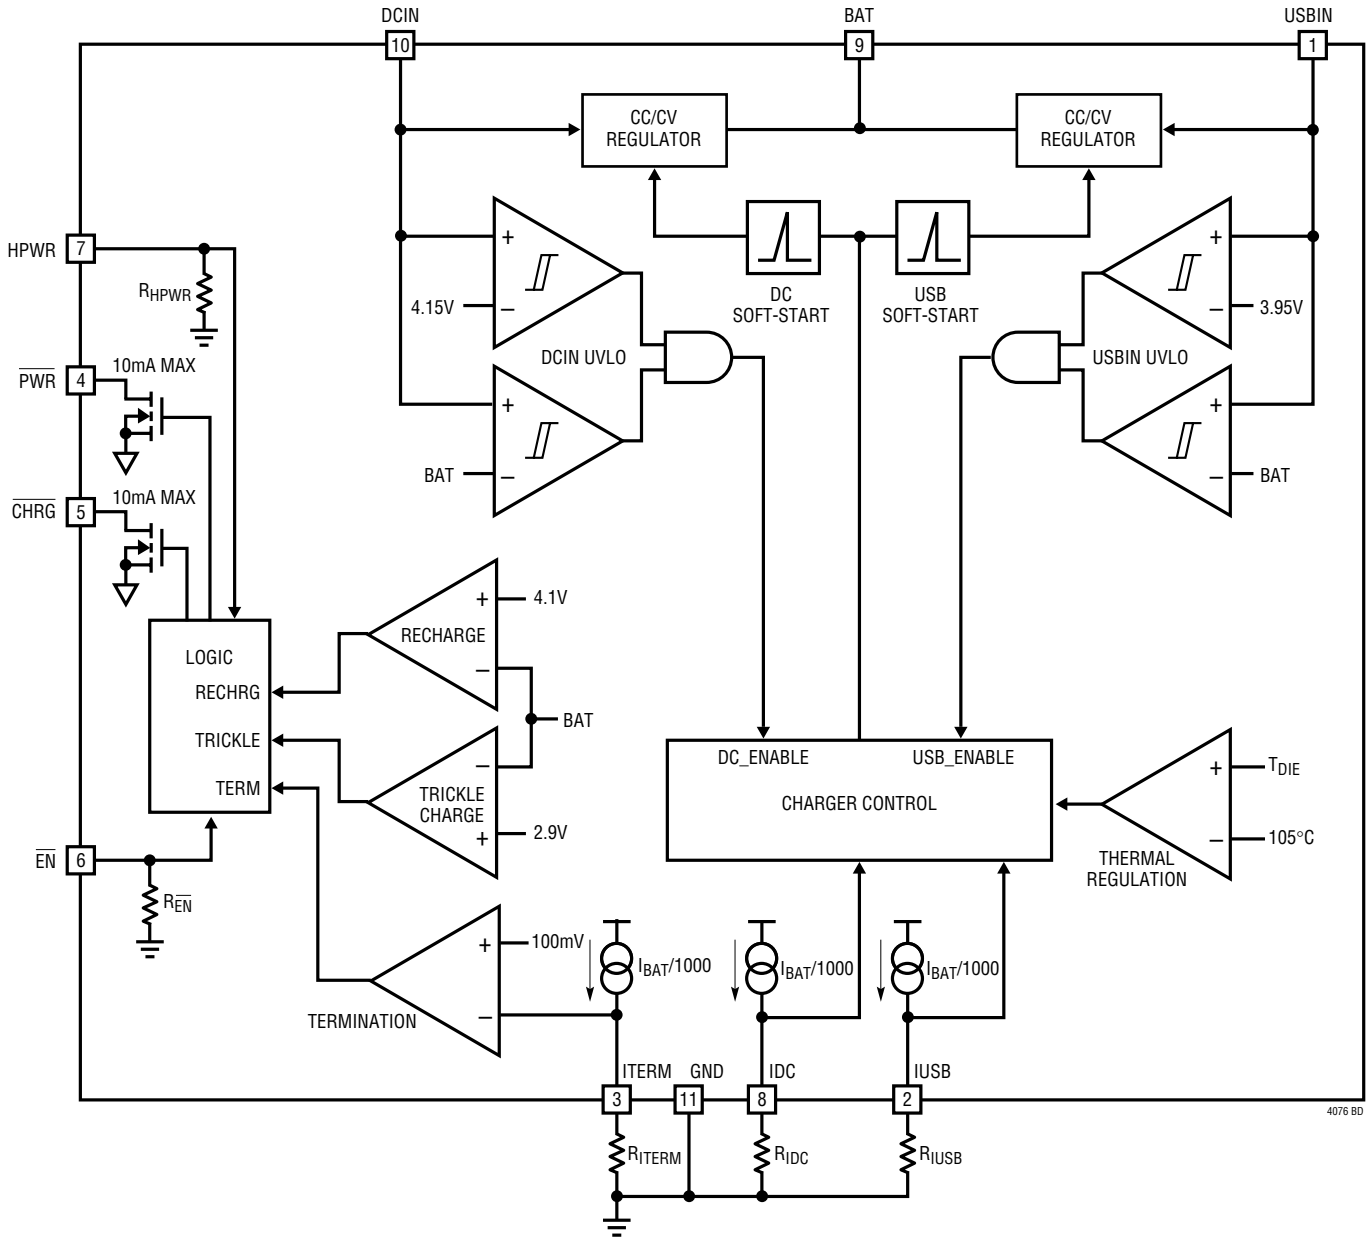 DCIN
BAT
USBIN
10
9
1
CC/CV
REGULATOR
CC/CV
REGULATOR
HPWR
7
RHPWR
+
4.15V
–
DC
SOFT-START
USB
SOFT-START
+
3.95V
–
DCIN UVLO
USBIN UVLO
PWR
4
10mA MAX
+
BAT
–
+
BAT
–
CHRG
5
10mA MAX
+
4.1V
RECHARGE
–
BAT
LOGIC
RECHRG
TRICKLE
TERM
–
TRICKLE
CHARGE
+
2.9V
DC_ENABLE
USB_ENABLE
CHARGER CONTROL
+
TDIE
–
105°C
THERMAL
REGULATION
EN
6
REN
+
100mV
–
TERMINATION
IBAT/1000
IBAT/1000
IBAT/1000
ITERM
GND
IDC
IUSB
3
11
8
2
4076 BD
RITERM
RIDC
RIUSB